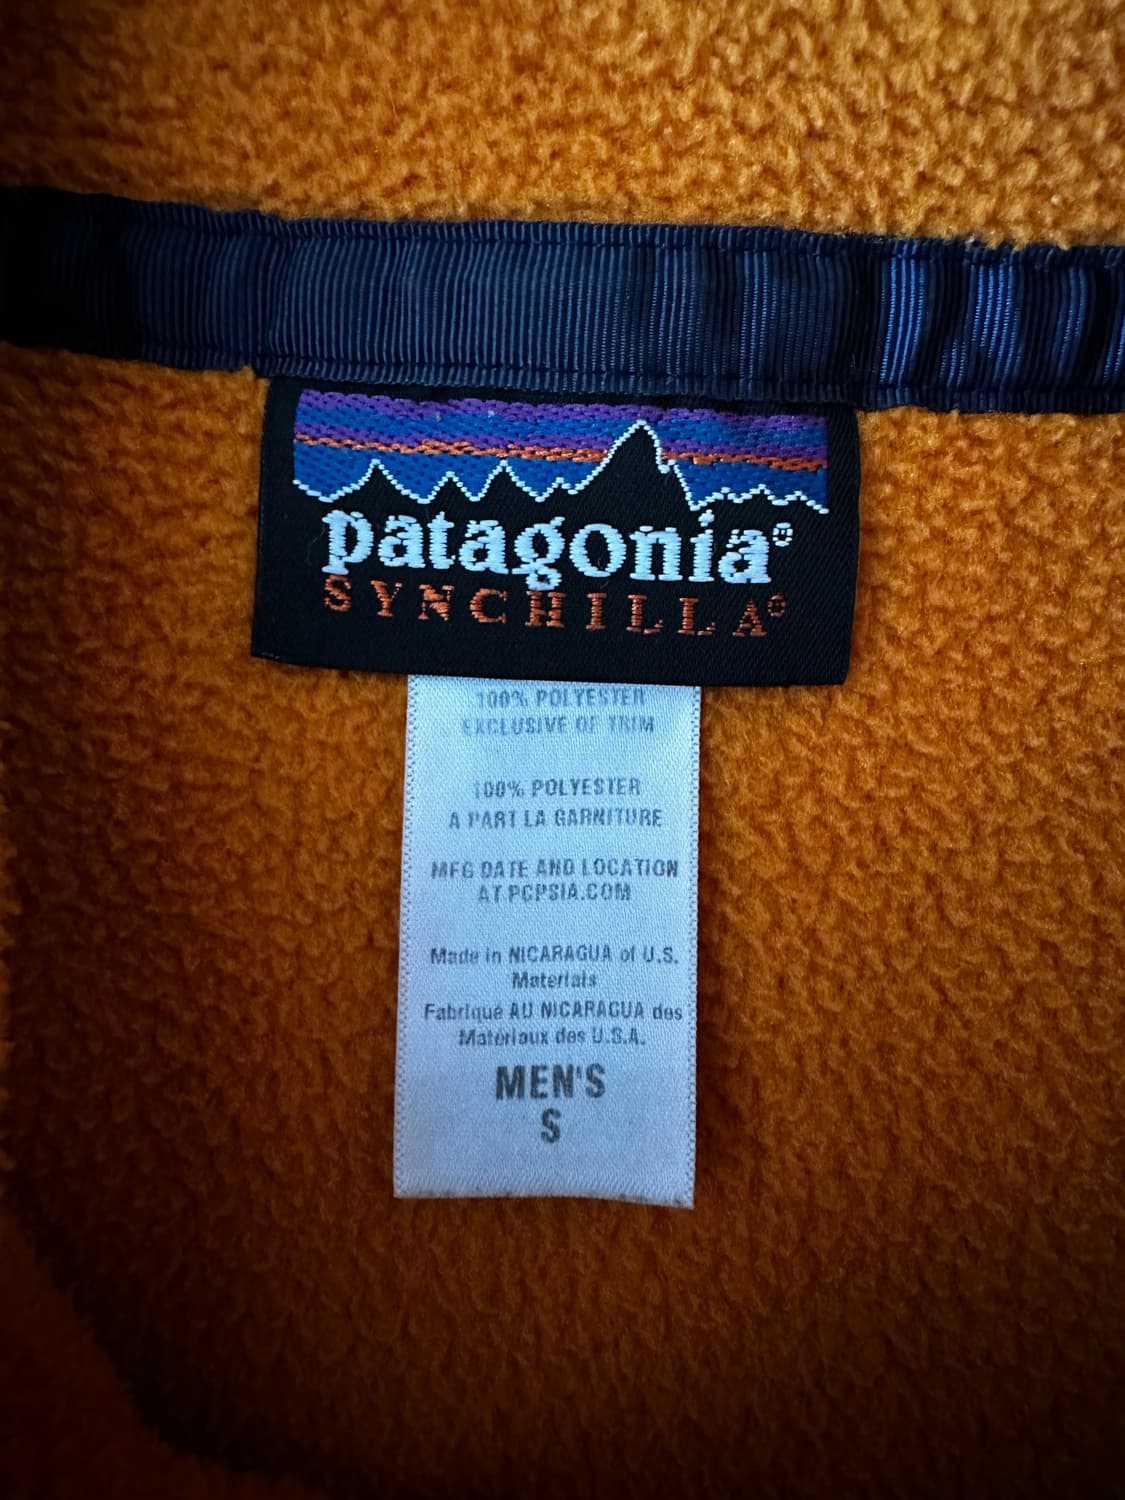 patagonia®
SYNCHILLA®
100% POLYESTER
EXCLUSIVE OF TRIM
100% POLYESTER
A PART LA GARNITURE
MFG DATE AND LOCATION
AT PCPSIA.COM
Made in NICARAGUA of U.S.
Materials
Fabriqué AU NICARAGUA des
Matériaux des U.S.A.
MEN'S
S